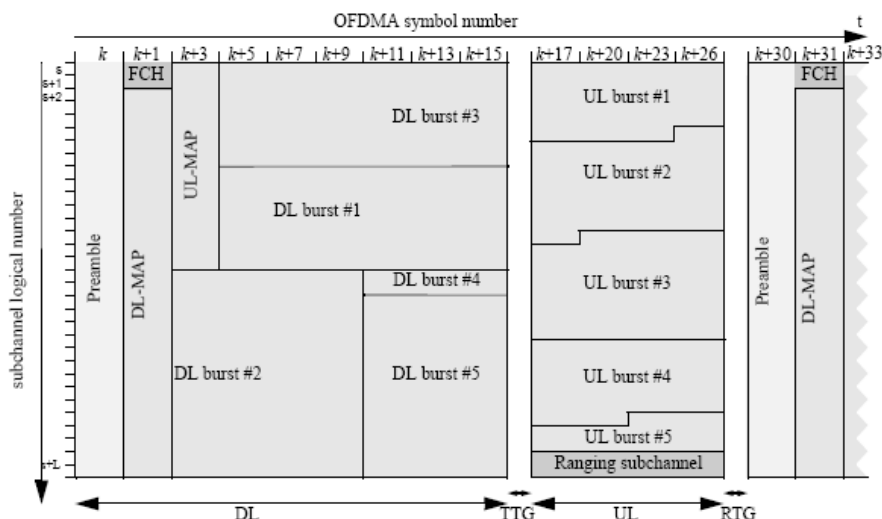 OFDMA symbol number
t
k k+1 k+3 k+5 k+7 k+9 k+11 k+13 k+15 k+17 k+20 k+23 k+26 k+30 k+31 k+33
subchannel logical number
s
s+1
s+2
s+L
Preamble
FCH
DL-MAP
UL-MAP
DL burst #3
DL burst #1
DL burst #2
DL burst #4
DL burst #5
UL burst #1
UL burst #2
UL burst #3
UL burst #4
UL burst #5
Ranging subchannel
Preamble
FCH
DL-MAP
DL TTG UL RTG